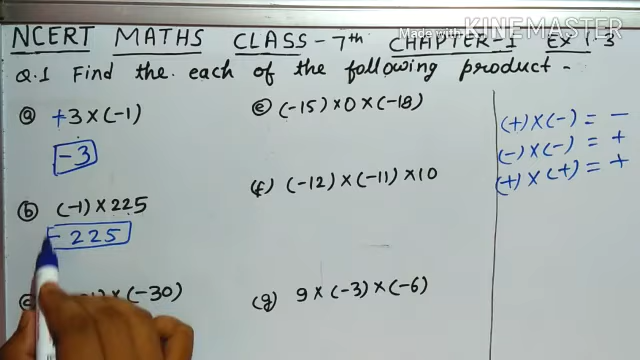 Made with KINEMASTER
NCERT MATHS CLASS-7th CHAPTER-1 EX 1.3
Q.1 Find the each of the following product-
(a) +3×(-1)
-3
(b) (-1)×225
-225
×(-30)
(e) (-15)×0×(-18)
(f) (-12)×(-11)×10
(g) 9×(-3)×(-6)
(+)×(-)= -
(-)×(-)= +
(+)×(+)= +